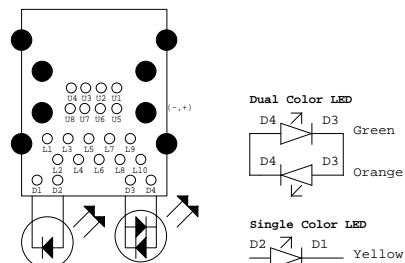 U4 U3 U2 U1
U8 U7 U6 U5
(-,+)
L1 L3 L5 L7 L9
L2 L4 L6 L8 L10
D1 D2 D3 D4
Dual Color LED
D4 D3
Green
D4 D3
Orange
Single Color LED
D2 D1
Yellow